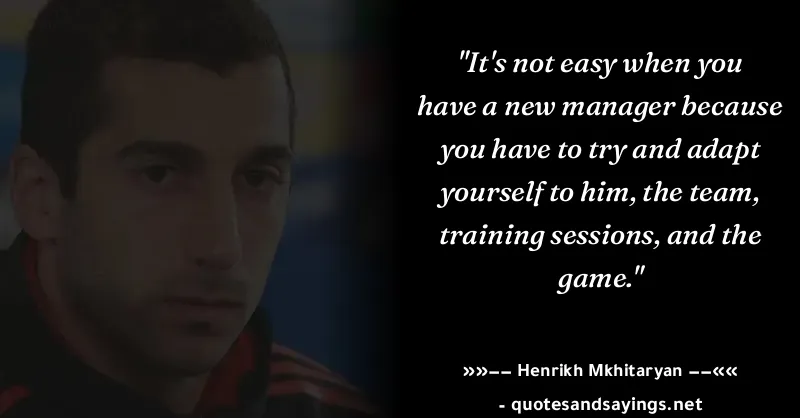 "It's not easy when you
have a new manager because
you have to try and adapt
yourself to him, the team,
training sessions, and the
game."
»»−− Henrikh Mkhitaryan −−««
- quotesandsayings.net